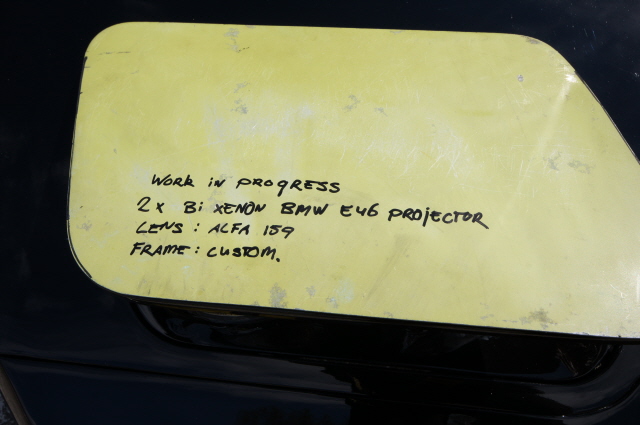 WORK IN PROGRESS
2x Bi XENON BMW E46 PROJECTOR
LENS: ALFA 159
FRAME: CUSTOM.